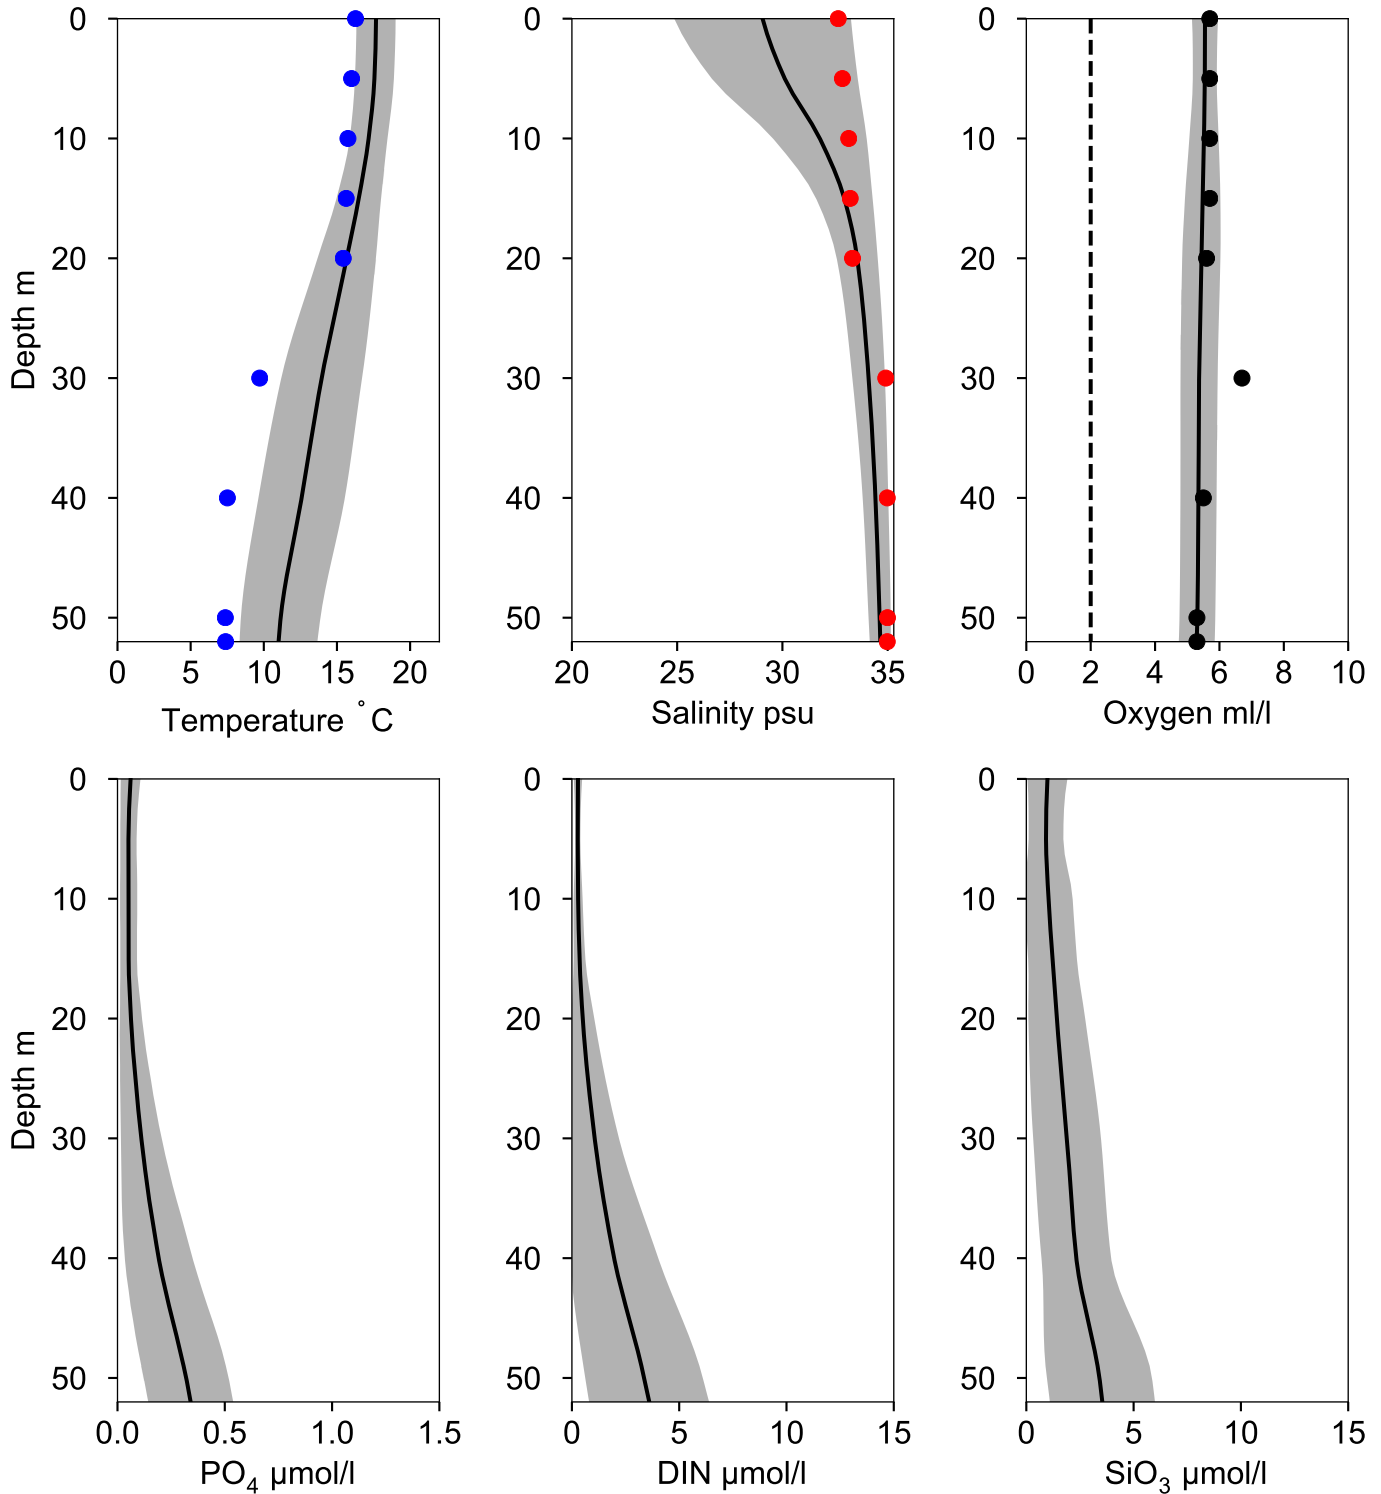 0
10
20
30
40
50
Depth m
0 5 10 15 20
Temperature °C
0
10
20
30
40
50
20 25 30 35
Salinity psu
0
10
20
30
40
50
0 2 4 6 8 10
Oxygen ml/l
0
10
20
30
40
50
Depth m
0.0 0.5 1.0 1.5
PO4 µmol/l
0
10
20
30
40
50
0 5 10 15
DIN µmol/l
0
10
20
30
40
50
0 5 10 15
SiO3 µmol/l